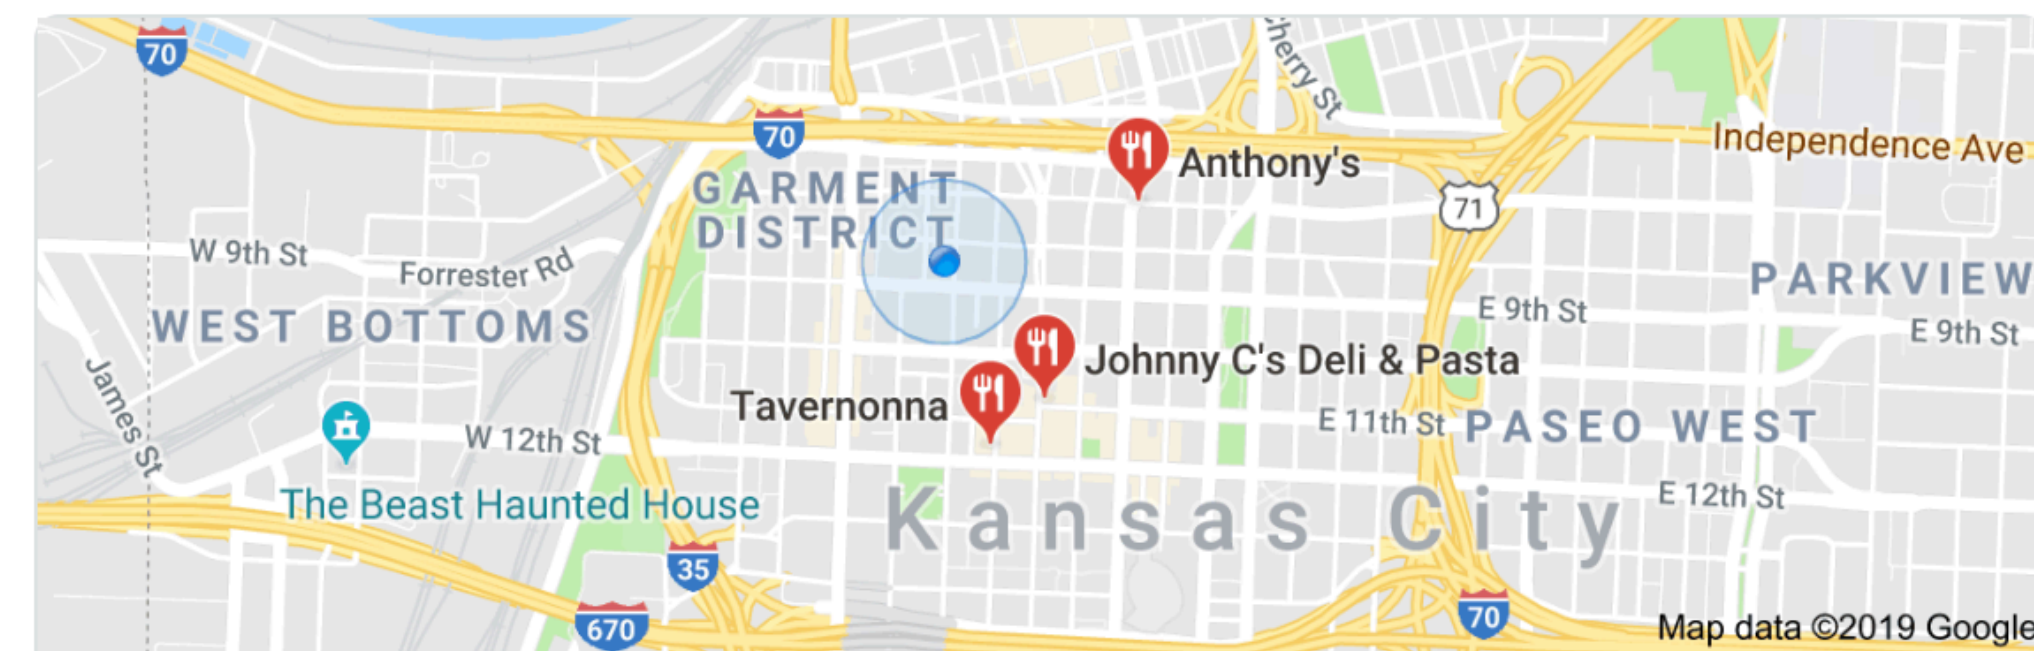 70
Cherry St
70
Independence Ave
Anthony's
GARMENT
DISTRICT
71
W 9th St
Forrester Rd
PARKVIEW
E 9th St
E 9th St
WEST BOTTOMS
Johnny C's Deli & Pasta
James St
Tavernonna
E 11th St
PASEO WEST
W 12th St
The Beast Haunted House
E 12th St
Kansas City
35
670
70
Map data ©2019 Google